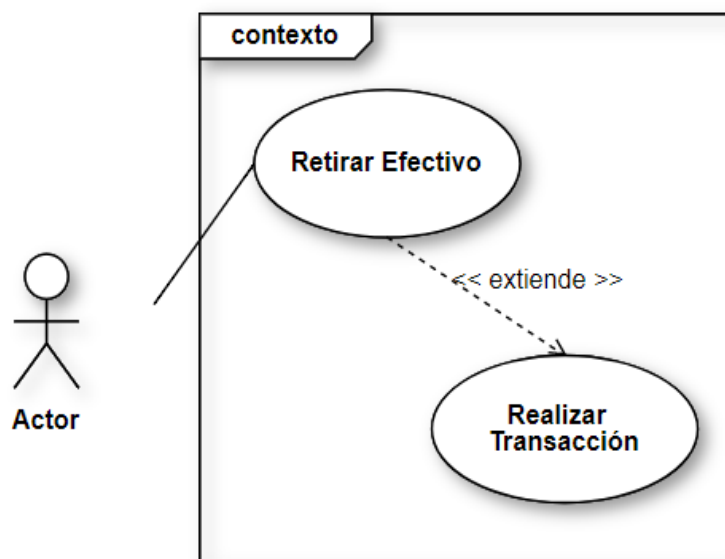 contexto
Retirar Efectivo
<< extiende >>
Actor
Realizar
Transacción